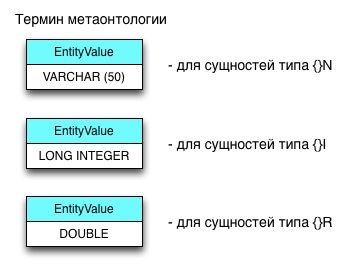 Термин метаонтологии
EntityValue
VARCHAR (50)
- для сущностей типа {}N
EntityValue
LONG INTEGER
- для сущностей типа {}I
EntityValue
DOUBLE
- для сущностей типа {}R